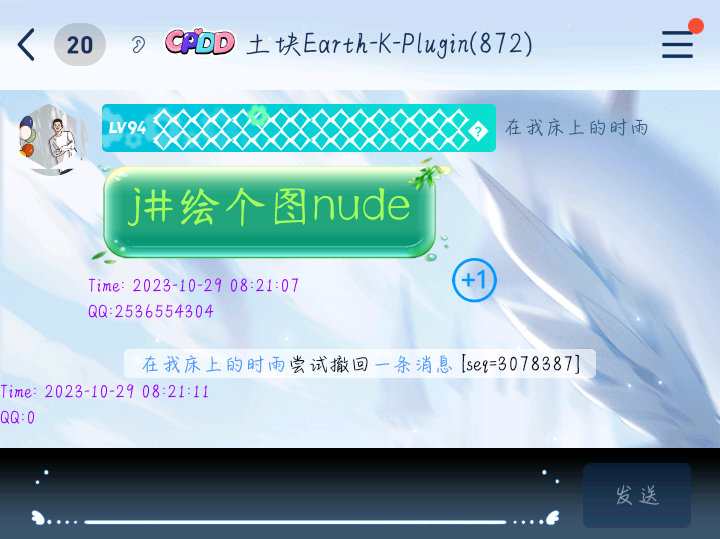 20
CPDD 土块Earth-K-Plugin(872)
LV94
?
在我床上的时雨
j井绘个图nude
+1
Time: 2023-10-29 08:21:07
QQ:2536554304
在我床上的时雨尝试撤回一条消息 [seq=3078387]
Time: 2023-10-29 08:21:11
QQ:0
发送